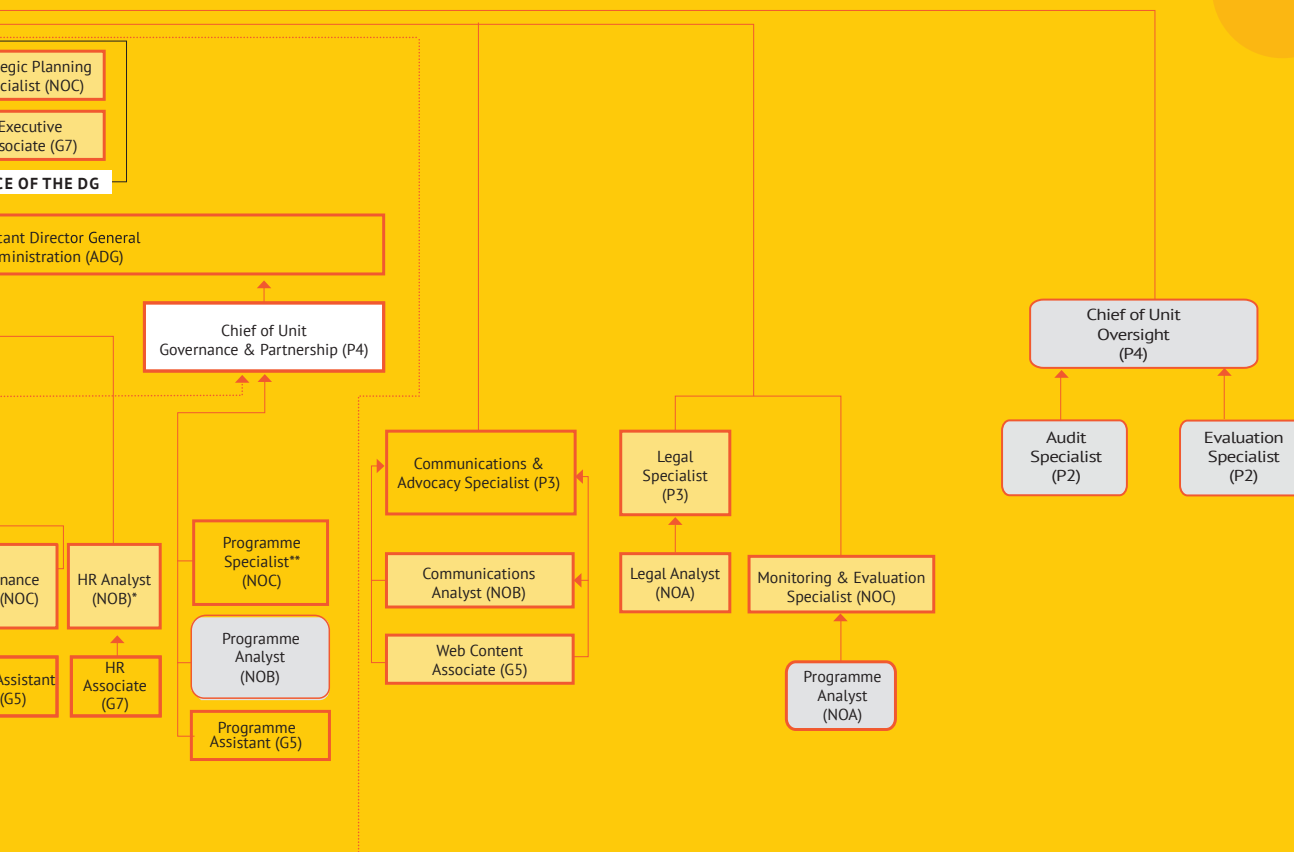 egic Planning
cialist (NOC)
Executive
sociate (G7)
CE OF THE DG
tant Director General
ministration (ADG)
Chief of Unit
Governance & Partnership (P4)
Chief of Unit
Oversight
(P4)
Audit
Specialist
(P2)
Evaluation
Specialist
(P2)
Communications &
Advocacy Specialist (P3)
Legal
Specialist
(P3)
Programme
Specialist**
(NOC)
nance
(NOC)
HR Analyst
(NOB)*
Communications
Analyst (NOB)
Legal Analyst
(NOA)
Monitoring & Evaluation
Specialist (NOC)
Programme
Analyst
(NOB)
Web Content
Associate (G5)
Assistant
(G5)
HR
Associate
(G7)
Programme
Analyst
(NOA)
Programme
Assistant (G5)